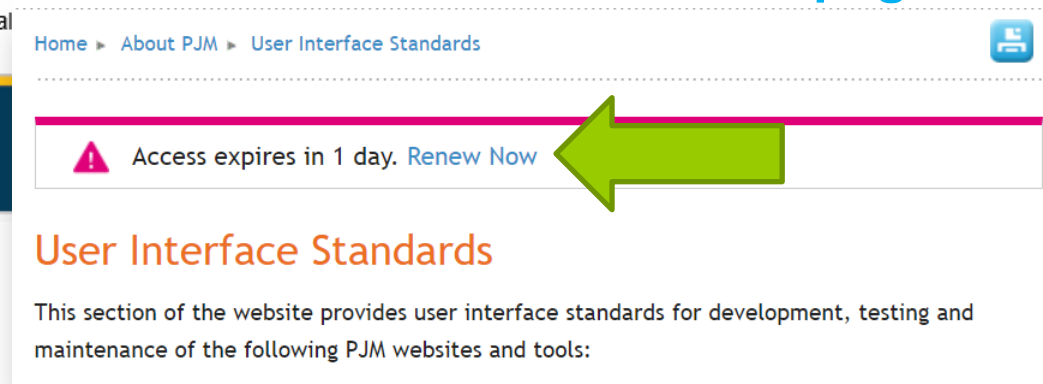 Home ▸ About PJM ▸ User Interface Standards
Access expires in 1 day. Renew Now
User Interface Standards
This section of the website provides user interface standards for development, testing and
maintenance of the following PJM websites and tools: